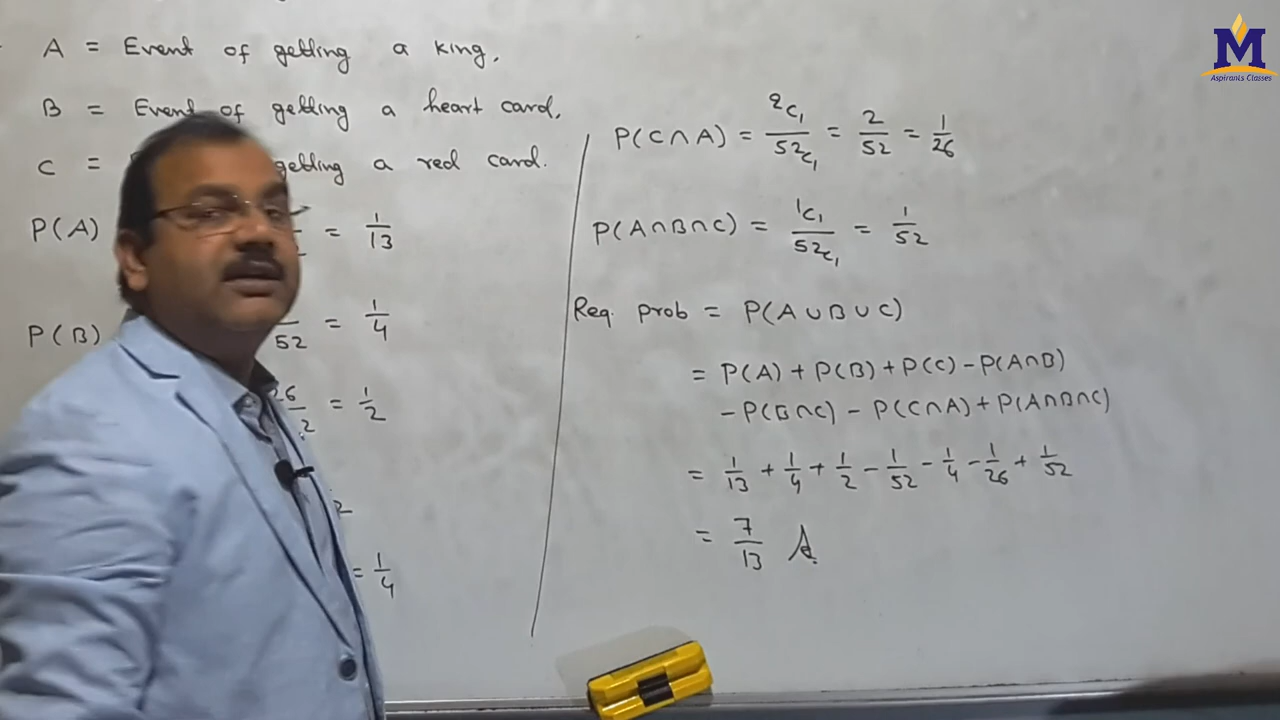 A = Event of getting a king,
B = Event of getting a heart card,
C = getting a red card.
P(A) = 1/13
P(B) 52 = 1/4
26 = 1/2
2
= 1/4
P(C∩A) = 2C₁/52C₁ = 2/52 = 1/26
P(A∩B∩C) = 1C₁/52C₁ = 1/52
Req. prob = P(A∪B∪C)
= P(A) + P(B) + P(C) - P(A∩B)
- P(B∩C) - P(C∩A) + P(A∩B∩C)
= 1/13 + 1/4 + 1/2 - 1/52 - 1/4 - 1/26 + 1/52
= 7/13
M
Aspirants Classes